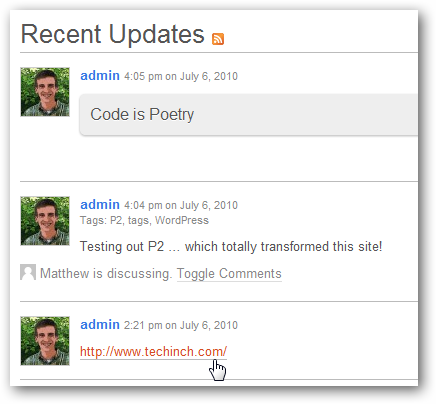 Recent Updates
admin 4:05 pm on July 6, 2010
Code is Poetry
admin 4:04 pm on July 6, 2010
Tags: P2, tags, WordPress
Testing out P2 … which totally transformed this site!
Matthew is discussing. Toggle Comments
admin 2:21 pm on July 6, 2010
http://www.techinch.com/